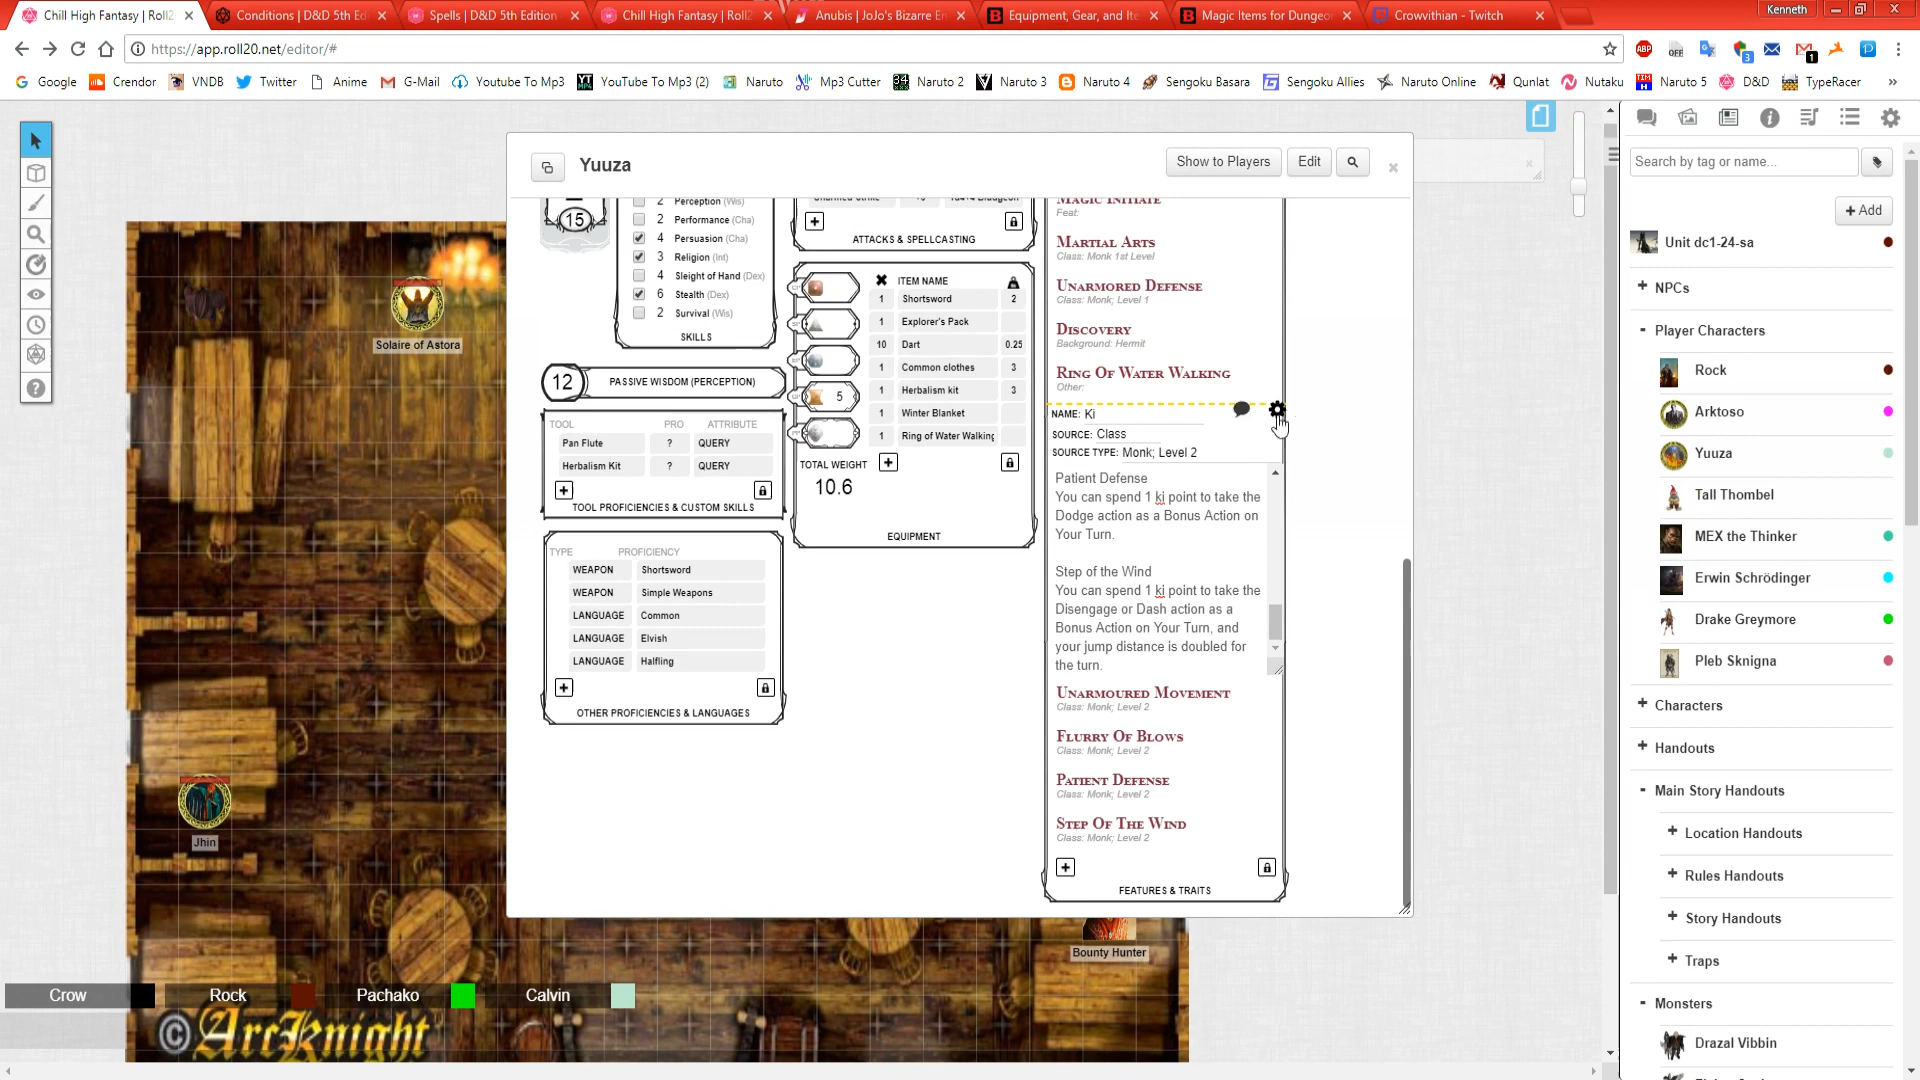 Chill High Fantasy | Roll2
Conditions | D&D 5th Ed
Spells | D&D 5th Edition
Chill High Fantasy | Roll2
Anubis | JoJo's Bizarre En
Equipment, Gear, and Ite
Magic Items for Dungeo
Crowvithian - Twitch
Kenneth
https://app.roll20.net/editor/#
Google
Crendor
VNDB
Twitter
Anime
G-Mail
Youtube To Mp3
YouTube To Mp3 (2)
Naruto
Mp3 Cutter
Naruto 2
Naruto 3
Naruto 4
Sengoku Basara
Sengoku Allies
Naruto Online
Qunlat
Nutaku
Naruto 5
D&D
TypeRacer
Solaire of Astora
Jhin
Bounty Hunter
Crow
Rock
Pachako
Calvin
©ArcKnight
Yuuza
Show to Players
Edit
15
2 Perception (Wis)
2 Performance (Cha)
4 Persuasion (Cha)
3 Religion (Int)
4 Sleight of Hand (Dex)
6 Stealth (Dex)
2 Survival (Wis)
SKILLS
12 PASSIVE WISDOM (PERCEPTION)
TOOL PRO ATTRIBUTE
Pan Flute ? QUERY
Herbalism Kit ? QUERY
TOOL PROFICIENCIES & CUSTOM SKILLS
TYPE PROFICIENCY
WEAPON Shortsword
WEAPON Simple Weapons
LANGUAGE Common
LANGUAGE Elvish
LANGUAGE Halfling
OTHER PROFICIENCIES & LANGUAGES
ATTACKS & SPELLCASTING
ITEM NAME
1 Shortsword 2
1 Explorer's Pack
10 Dart 0.25
1 Common clothes 3
1 Herbalism kit 3
1 Winter Blanket
1 Ring of Water Walking
5
TOTAL WEIGHT
10.6
EQUIPMENT
Magic Initiate
Feat:
Martial Arts
Class: Monk 1st Level
Unarmored Defense
Class: Monk; Level 1
Discovery
Background: Hermit
Ring Of Water Walking
Other:
NAME: Ki
SOURCE: Class
SOURCE TYPE: Monk; Level 2
Patient Defense
You can spend 1 ki point to take the
Dodge action as a Bonus Action on
Your Turn.
Step of the Wind
You can spend 1 ki point to take the
Disengage or Dash action as a
Bonus Action on Your Turn, and
your jump distance is doubled for
the turn.
Unarmoured Movement
Class: Monk; Level 2
Flurry Of Blows
Class: Monk; Level 2
Patient Defense
Class: Monk; Level 2
Step Of The Wind
Class: Monk; Level 2
FEATURES & TRAITS
Search by tag or name...
+ Add
Unit dc1-24-sa
+ NPCs
- Player Characters
Rock
Arktoso
Yuuza
Tall Thombel
MEX the Thinker
Erwin Schrödinger
Drake Greymore
Pleb Sknigna
+ Characters
+ Handouts
- Main Story Handouts
+ Location Handouts
+ Rules Handouts
+ Story Handouts
+ Traps
- Monsters
Drazal Vibbin